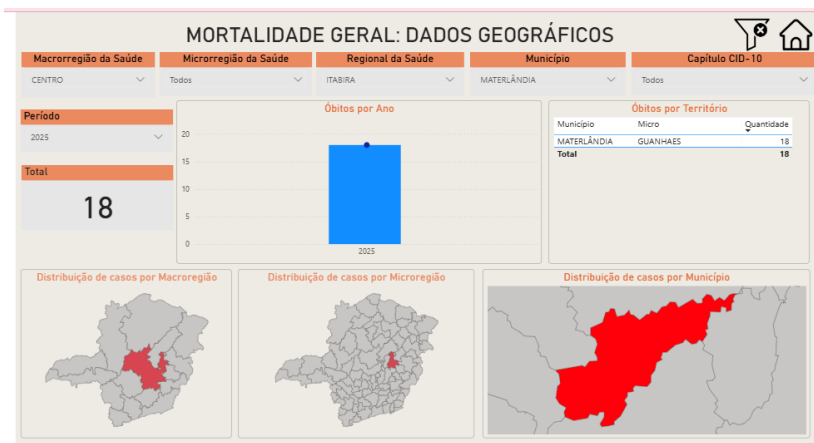 MORTALIDADE GERAL: DADOS GEOGRÁFICOS
Macrorregião da Saúde
Microrregião da Saúde
Regional da Saúde
Município
Capítulo CID-10
CENTRO
Todos
ITABIRA
MATERLÂNDIA
Todos
Período
2025
Total
18
Óbitos por Ano
20
15
10
5
0
2025
Óbitos por Território
Município Micro Quantidade
MATERLÂNDIA GUANHAES 18
Total 18
Distribuição de casos por Macroregião
Distribuição de casos por Microregião
Distribuição de casos por Município